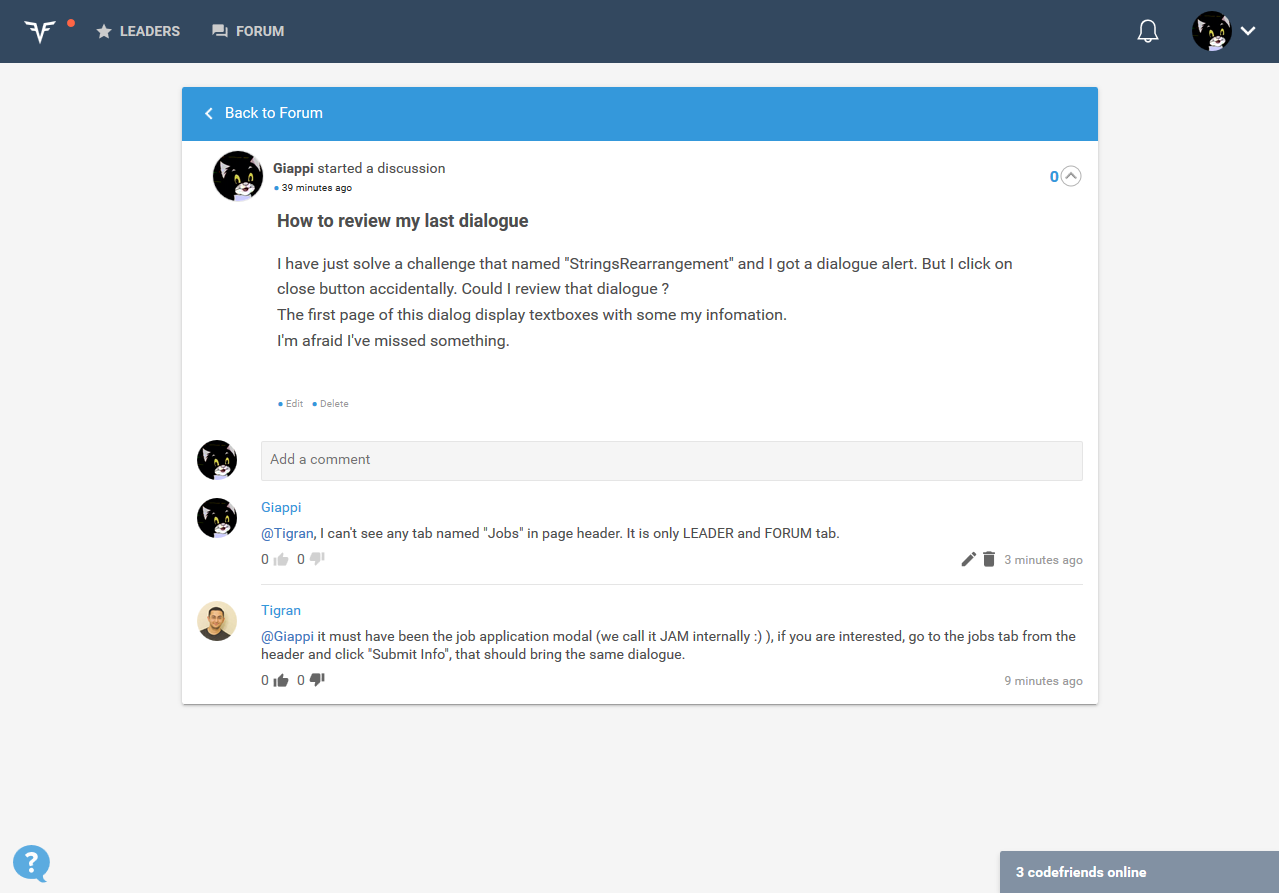 LEADERS
FORUM
Back to Forum
Giappi started a discussion
39 minutes ago
0
How to review my last dialogue
I have just solve a challenge that named "StringsRearrangement" and I got a dialogue alert. But I click on
close button accidentally. Could I review that dialogue ?
The first page of this dialog display textboxes with some my infomation.
I'm afraid I've missed something.
Edit Delete
Add a comment
Giappi
@Tigran, I can't see any tab named "Jobs" in page header. It is only LEADER and FORUM tab.
0 0 3 minutes ago
Tigran
@Giappi it must have been the job application modal (we call it JAM internally :) ), if you are interested, go to the jobs tab from the
header and click "Submit Info", that should bring the same dialogue.
0 0 9 minutes ago
?
3 codefriends online